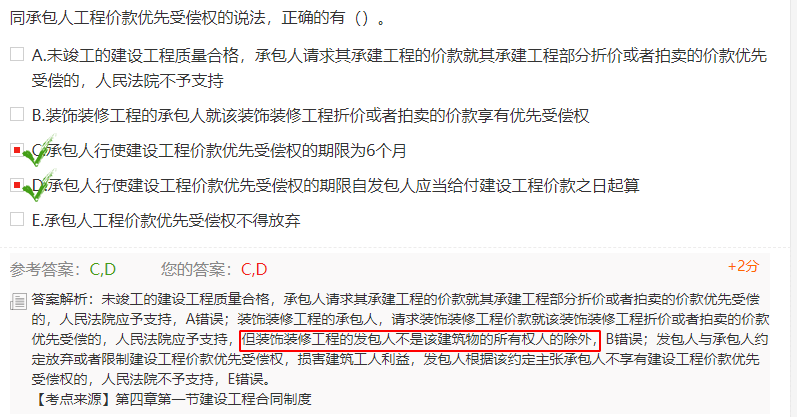 同承包人工程价款优先受偿权的说法，正确的有（）。
A.未竣工的建设工程质量合格，承包人请求其承建工程的价款就其承建工程部分折价或者拍卖的价款优先
受偿的，人民法院不予支持
B.装饰装修工程的承包人就该装饰装修工程折价或者拍卖的价款享有优先受偿权
C.承包人行使建设工程价款优先受偿权的期限为6个月
D.承包人行使建设工程价款优先受偿权的期限自发包人应当给付建设工程价款之日起算
E.承包人工程价款优先受偿权不得放弃
参考答案：C,D 您的答案：C,D +2分
答案解析：未竣工的建设工程质量合格，承包人请求其承建工程的价款就其承建工程部分折价或者拍卖的价款优先受偿
的，人民法院应予支持，A错误；装饰装修工程的承包人，请求装饰装修工程价款就该装饰装修工程折价或者拍卖的价款
优先受偿的，人民法院应予支持，但装饰装修工程的发包人不是该建筑物的所有权人的除外，B错误；发包人与承包人约
定放弃或者限制建设工程价款优先受偿权，损害建筑工人利益，发包人根据该约定主张承包人不享有建设工程价款优先受
偿权的，人民法院不予支持，E错误。
【考点来源】第四章第一节建设工程合同制度